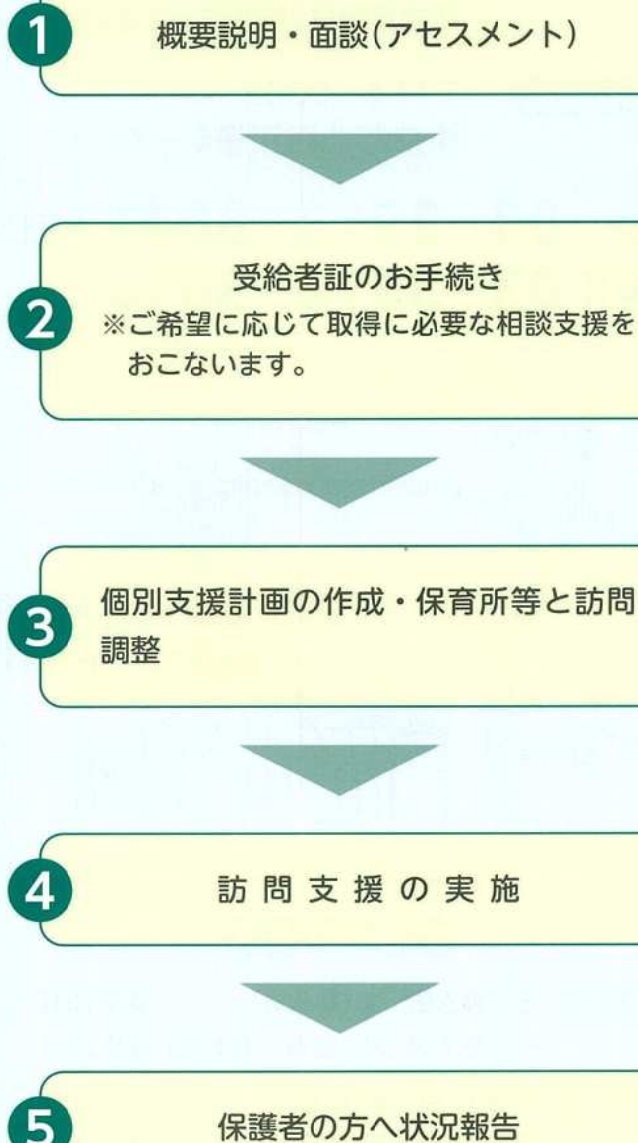 1 概要説明・面談(アセスメント)
2 受給者証のお手続き
※ご希望に応じて取得に必要な相談支援を
おこないます。
3 個別支援計画の作成・保育所等と訪問
調整
4 訪問支援の実施
5 保護者の方へ状況報告